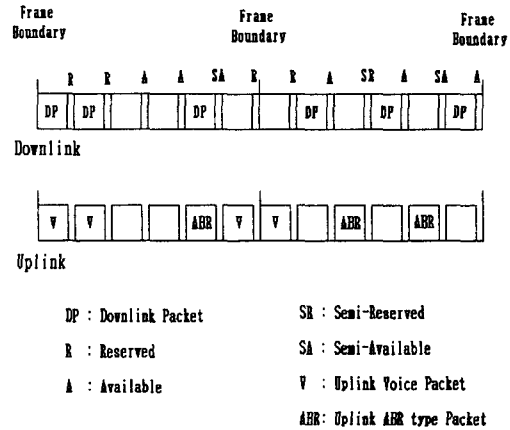 Frame Boundary
Frame Boundary
Frame Boundary
R R A A SA R R A SR A SA A
DP DP DP DP DP DP
Downlink
V V ABR V V ABR ABR
Uplink
DP : Downlink Packet
R : Reserved
A : Available
SR : Semi-Reserved
SA : Semi-Available
V : Uplink Voice Packet
ABR: Uplink ABR type Packet